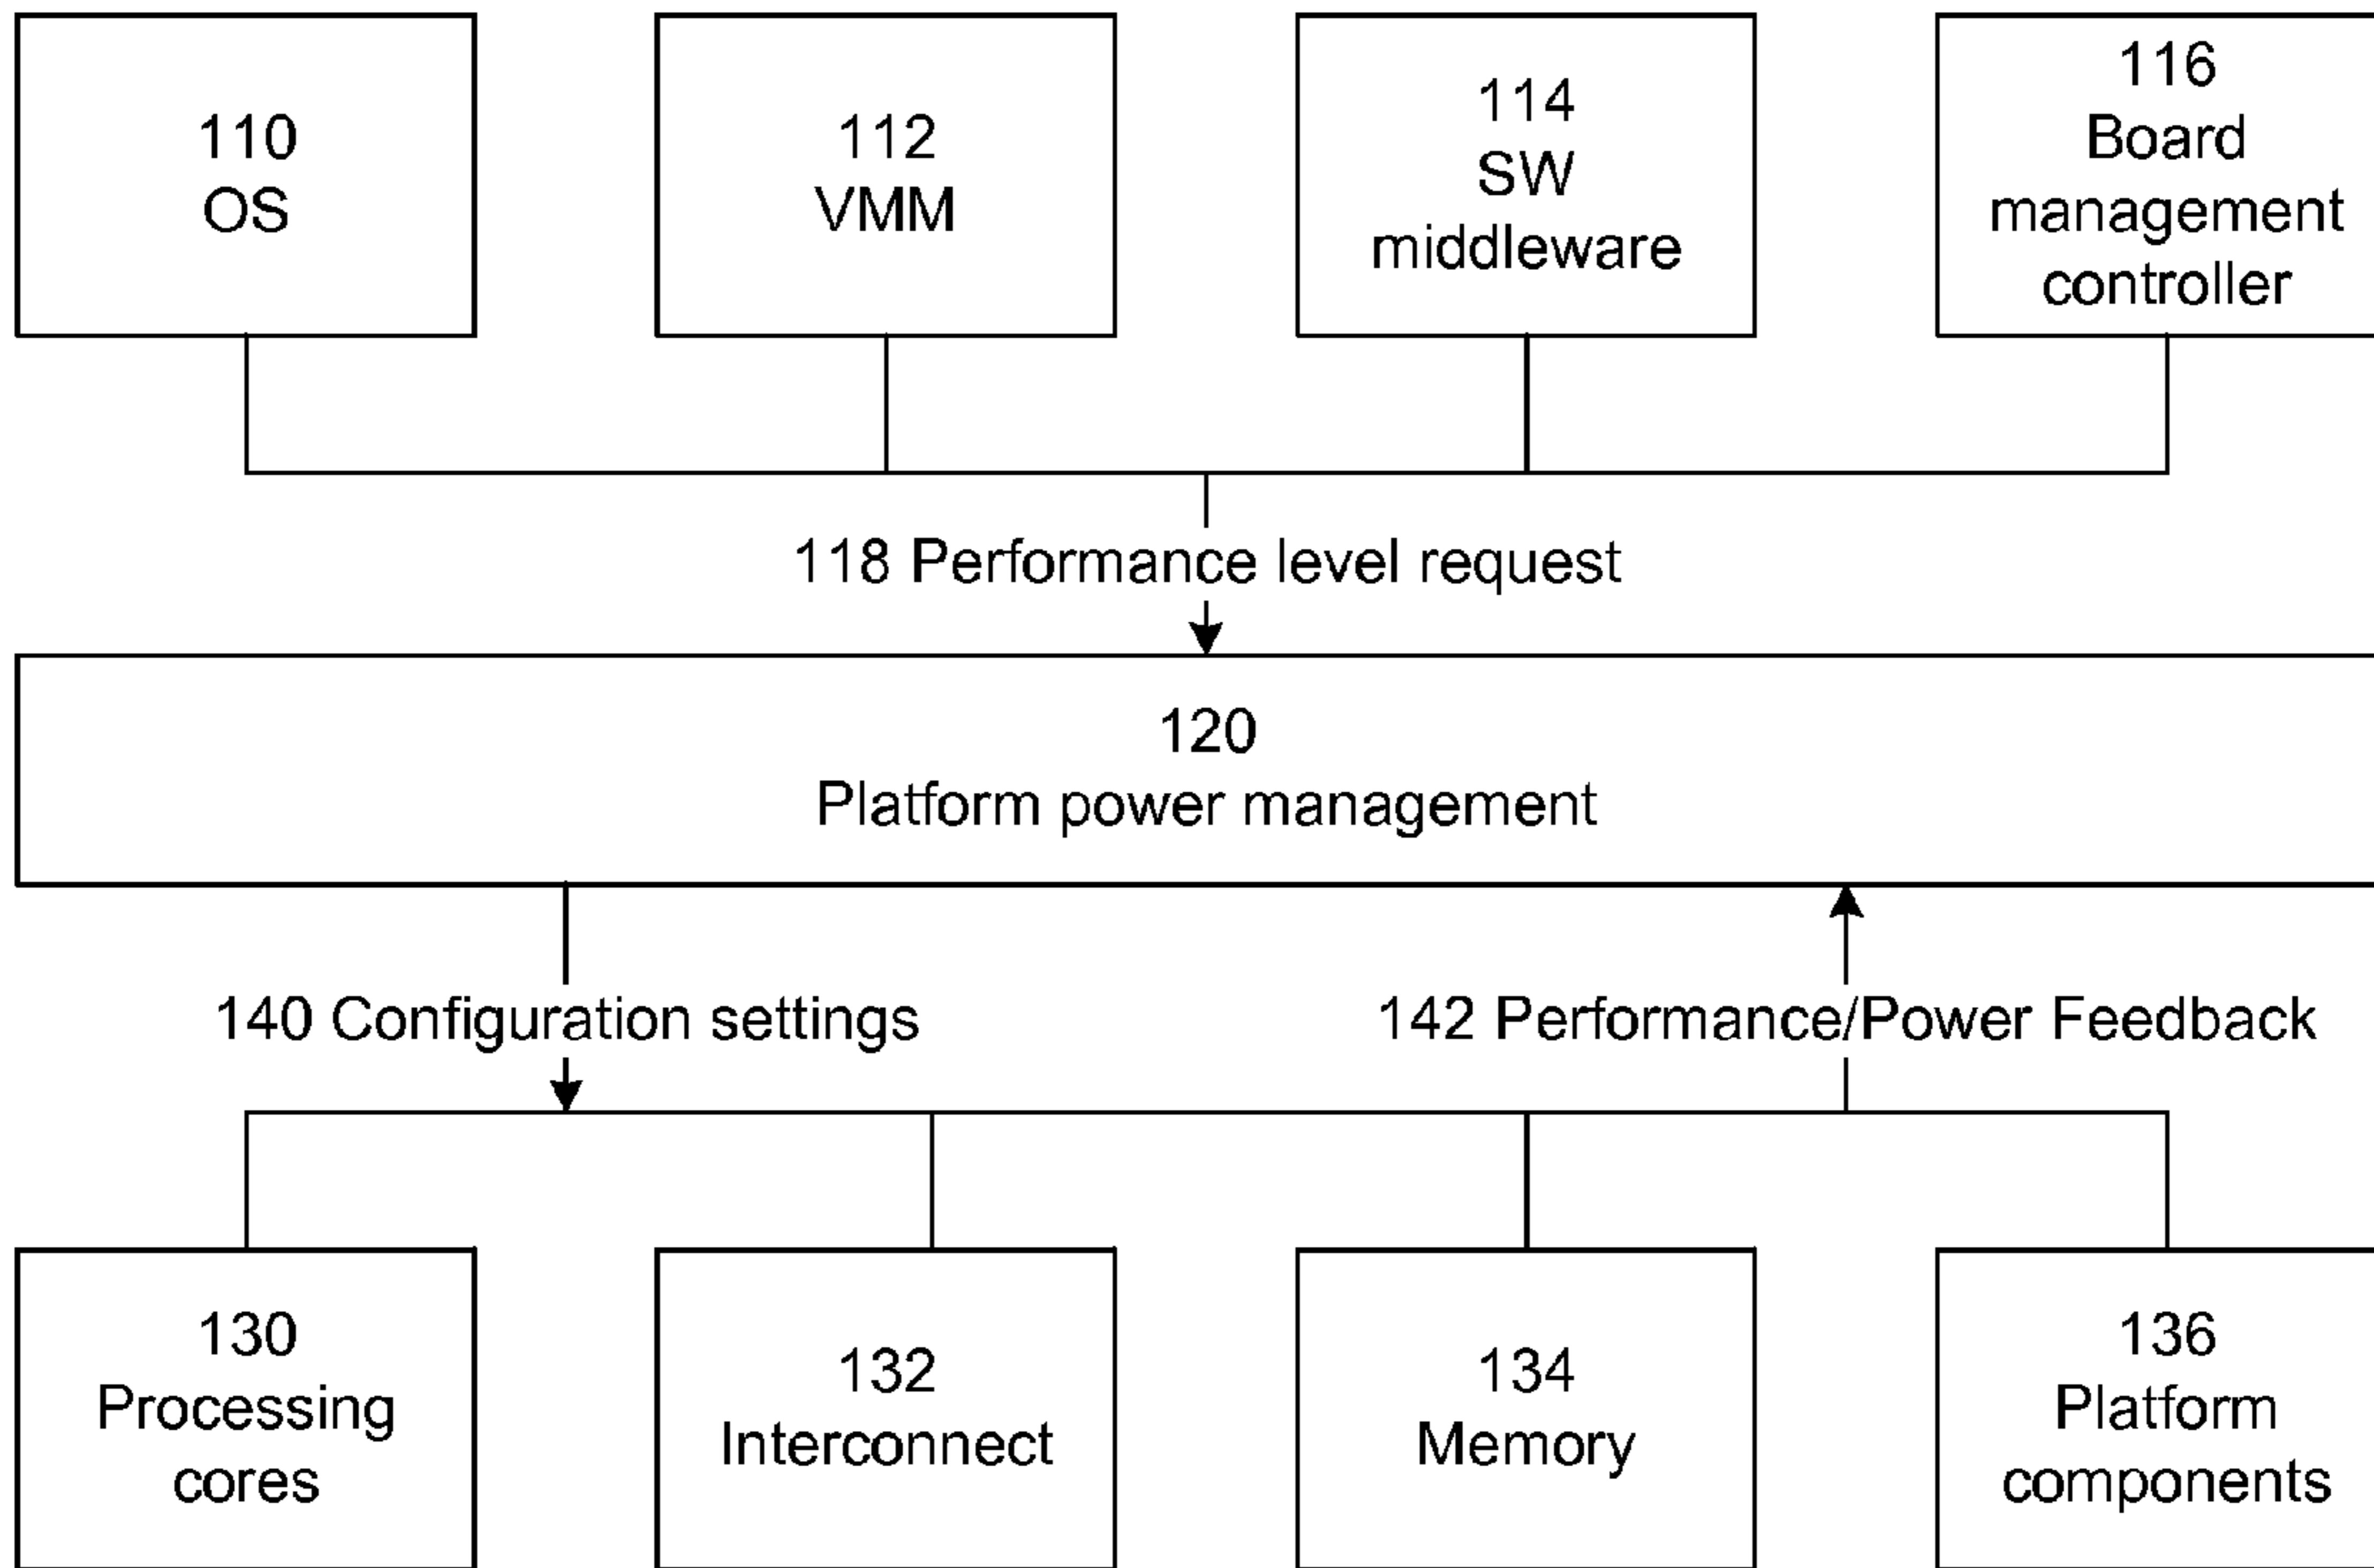 110
OS
112
VMM
114
SW
middleware
116
Board
management
controller
118 Performance level request
120
Platform power management
140 Configuration settings
142 Performance/Power Feedback
130
Processing
cores
132
Interconnect
134
Memory
136
Platform
components